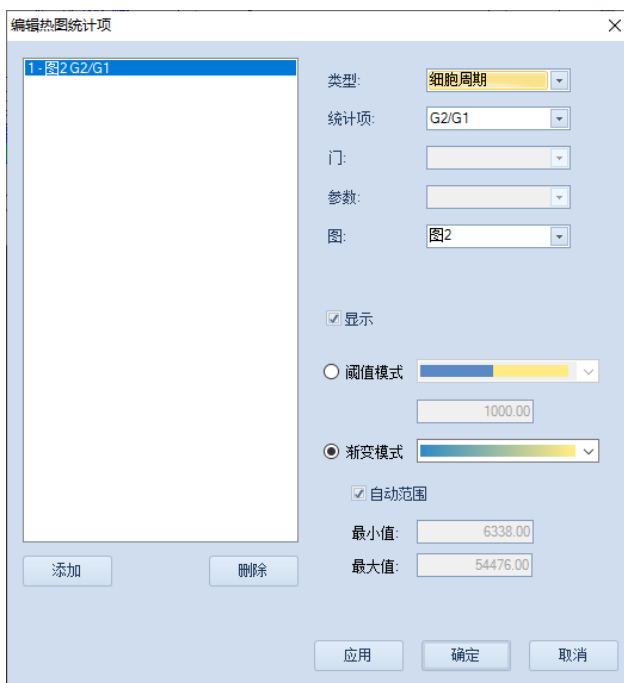 编辑热图统计项
1 - 图2 G2/G1
类型:
细胞周期
统计项:
G2/G1
门:
参数:
图:
图2
显示
阈值模式
1000.00
渐变模式
自动范围
最小值:
6338.00
最大值:
54476.00
添加
删除
应用
确定
取消